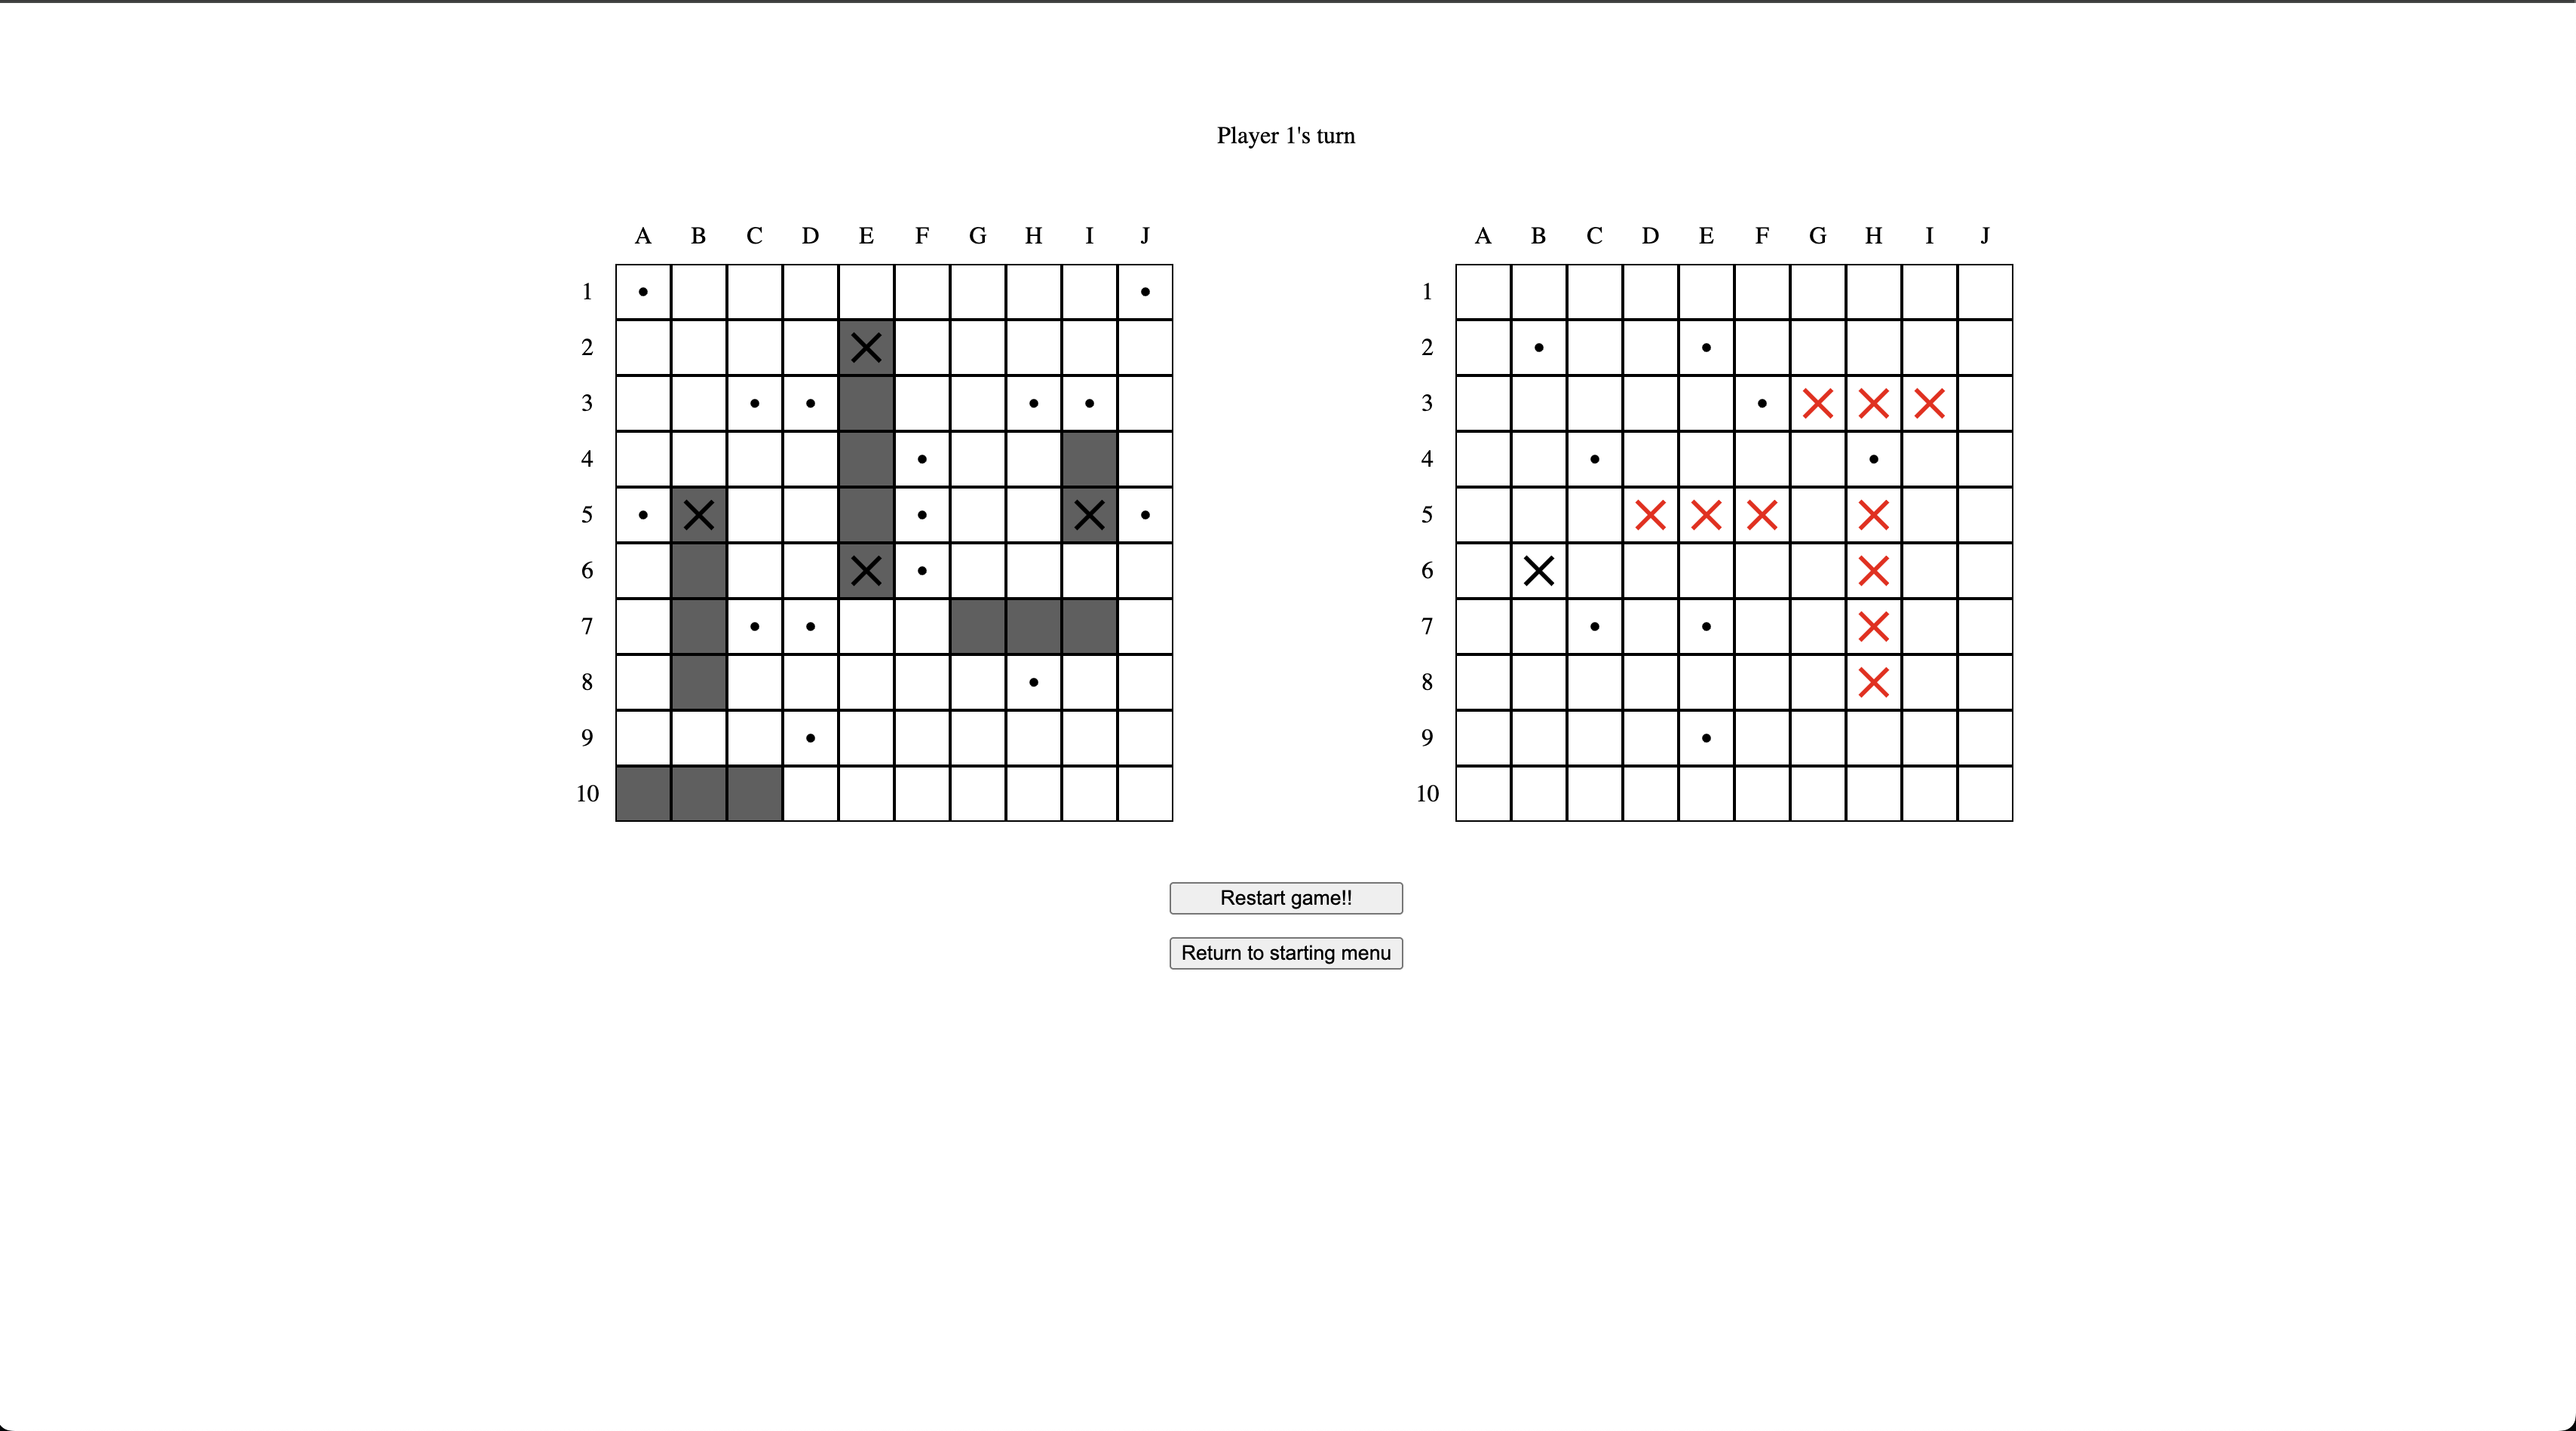 Player 1's turn
A B C D E F G H I J A B C D E F G H I J
1 1
2 2
3 3
4 4
5 5
6 6
7 7
8 8
9 9
10 10
Restart game!!
Return to starting menu